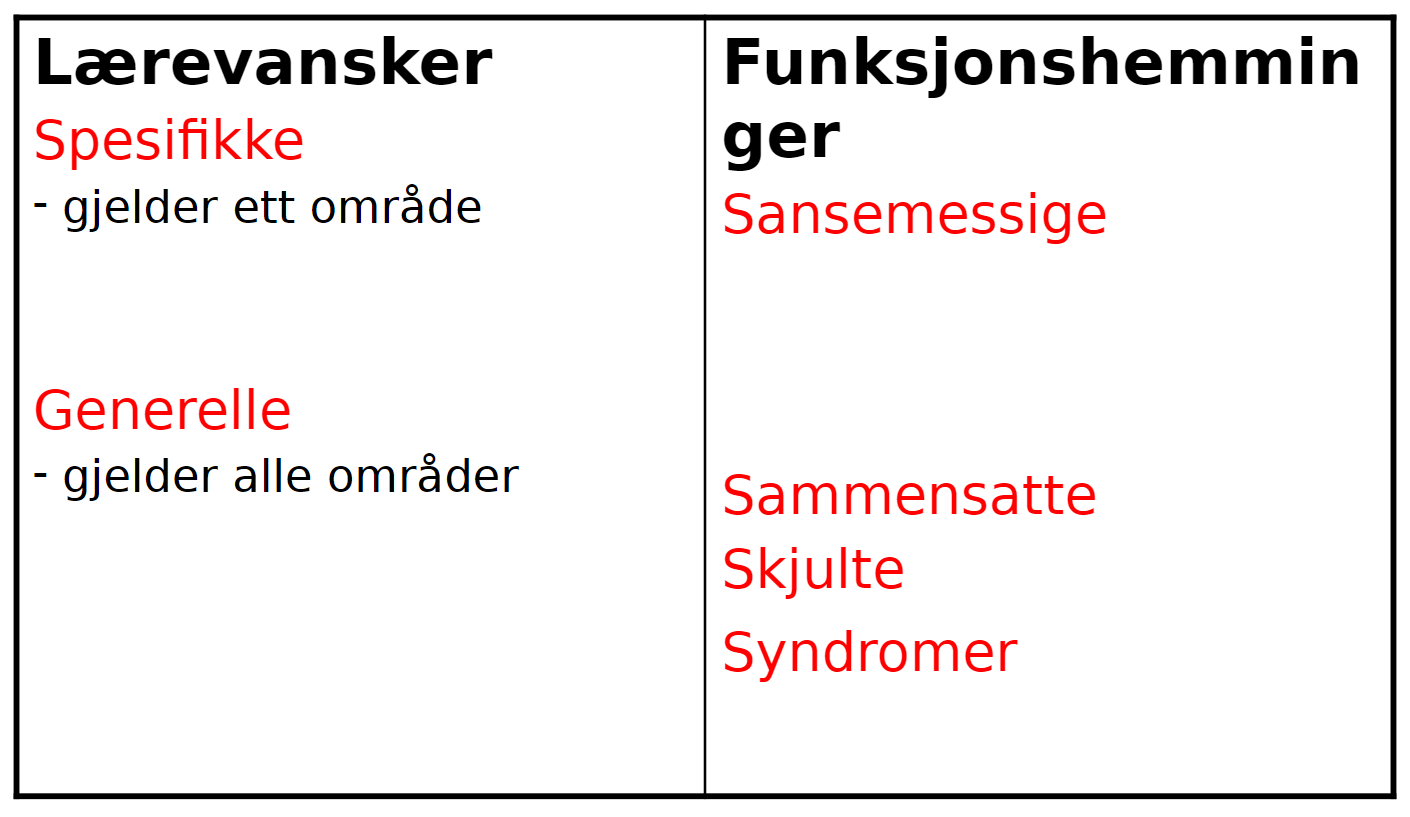 Lærevansker
Spesifikke
- gjelder ett område
Generelle
- gjelder alle områder
Funksjonshemmin
ger
Sansemessige
Sammensatte
Skjulte
Syndromer